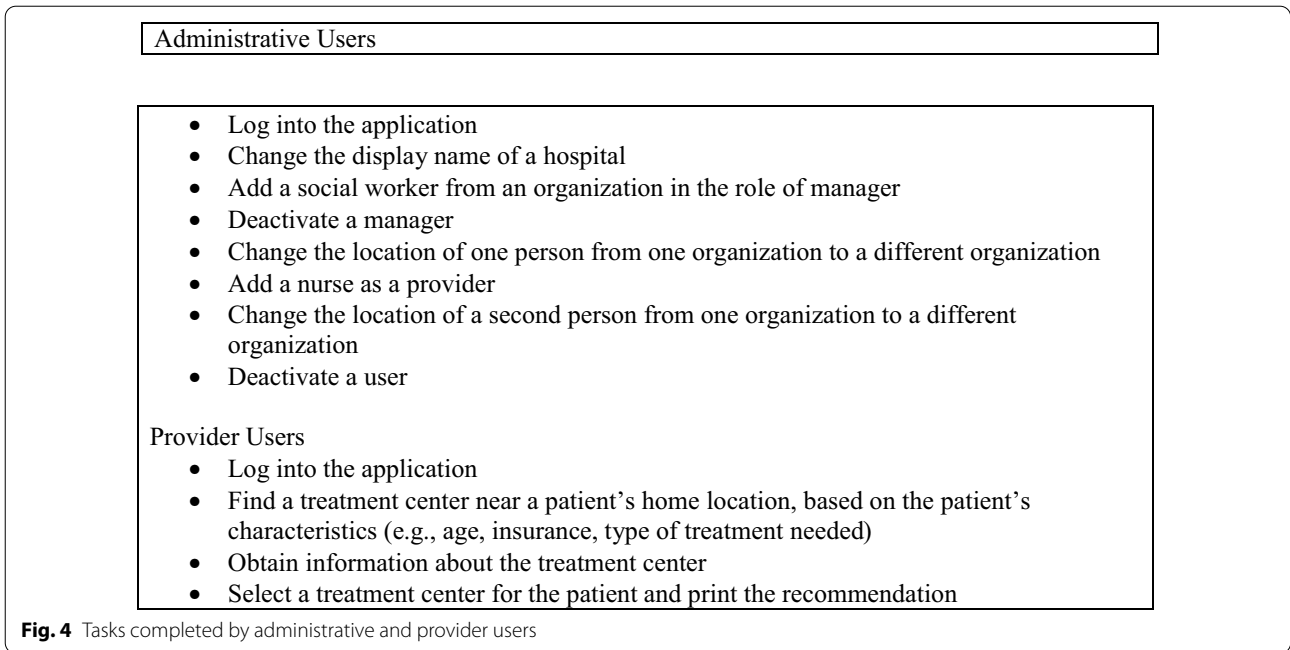 Administrative Users
• Log into the application
• Change the display name of a hospital
• Add a social worker from an organization in the role of manager
• Deactivate a manager
• Change the location of one person from one organization to a different organization
• Add a nurse as a provider
• Change the location of a second person from one organization to a different
organization
• Deactivate a user
Provider Users
• Log into the application
• Find a treatment center near a patient’s home location, based on the patient’s
characteristics (e.g., age, insurance, type of treatment needed)
• Obtain information about the treatment center
• Select a treatment center for the patient and print the recommendation
Fig. 4 Tasks completed by administrative and provider users